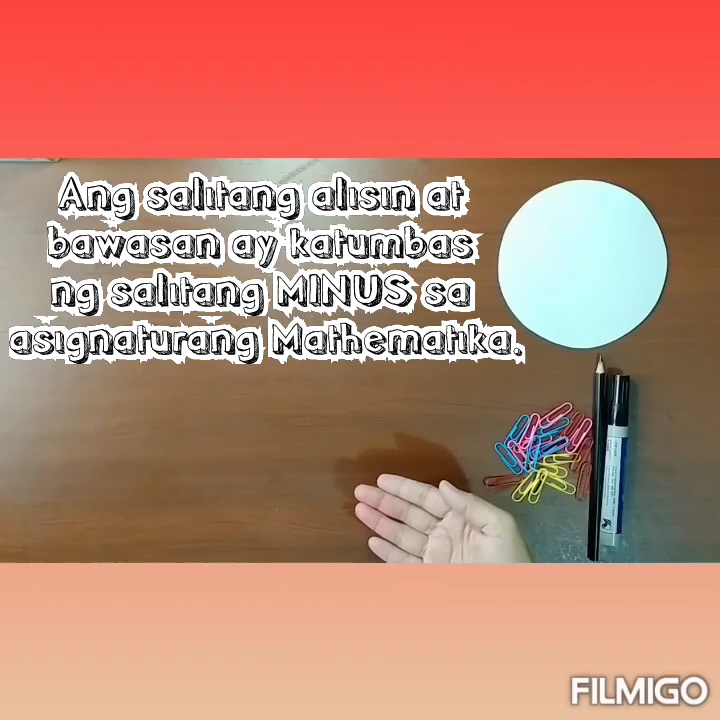 Ang salitang alisin at
bawasan ay katumbas
ng salitang MINUS sa
asignaturang Mathematika.
FILMIGO